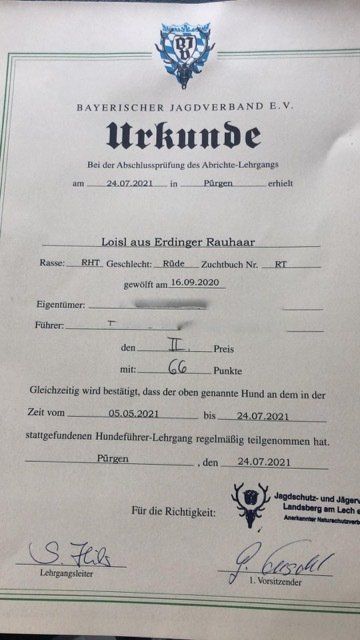 BAYERISCHER JAGDVERBAND E.V.
Urkunde
Bei der Abschlussprüfung des Abrichte-Lehrgangs
am 24.07.2021 in Pürgen erhielt
Loisl aus Erdinger Rauhaar
Rasse: RHT Geschlecht: Rüde Zuchtbuch Nr. RT
gewölft am 16.09.2020
Eigentümer:
Führer:
den II. Preis
mit: 66 Punkte
Gleichzeitig wird bestätigt, dass der oben genannte Hund an dem in der
Zeit vom 05.05.2021 bis 24.07.2021
stattgefundenen Hundeführer-Lehrgang regelmäßig teilgenommen hat.
Pürgen, den 24.07.2021
Für die Richtigkeit:
Jagdschutz- und Jägerv
Landsberg am Lech e
Anerkannter Naturschutzverb
Lehrgangsleiter
1. Vorsitzender